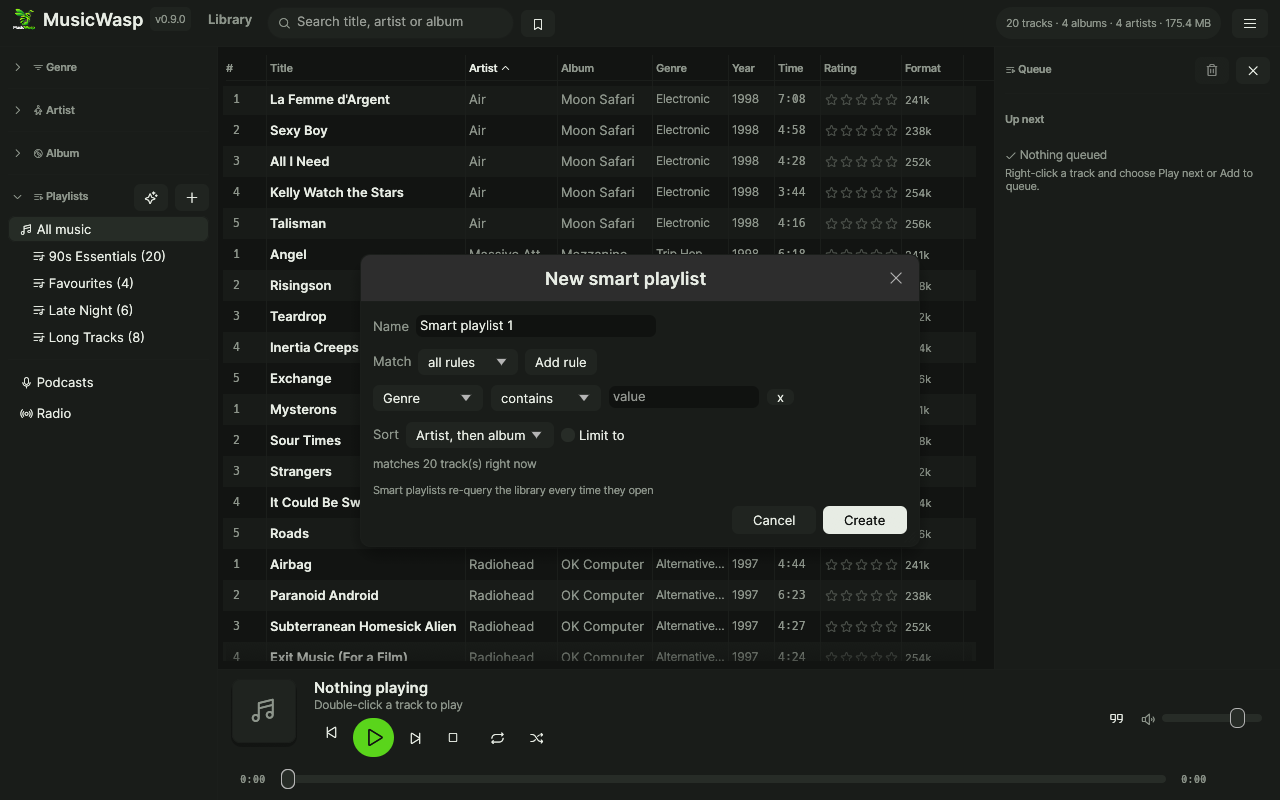 MusicWasp v0.9.0 Library Search title, artist or album 20 tracks · 4 albums · 4 artists · 175.4 MB
Genre
Artist
Album
Playlists
All music
90s Essentials (20)
Favourites (4)
Late Night (6)
Long Tracks (8)
Podcasts
Radio
# Title Artist Album Genre Year Time Rating Format
1 La Femme d'Argent Air Moon Safari Electronic 1998 7:08 241k
2 Sexy Boy Air Moon Safari Electronic 1998 4:58 238k
3 All I Need Air Moon Safari Electronic 1998 4:28 252k
4 Kelly Watch the Stars Air Moon Safari Electronic 1998 3:44 254k
5 Talisman Air Moon Safari Electronic 1998 4:16 256k
1 Angel
2 Risingson
3 Teardrop
4 Inertia Creeps
5 Exchange
1 Mysterons
2 Sour Times
3 Strangers
4 It Could Be Sw
5 Roads
1 Airbag Radiohead OK Computer Alternative... 1997 4:44 241k
2 Paranoid Android Radiohead OK Computer Alternative... 1997 6:23 238k
3 Subterranean Homesick Alien Radiohead OK Computer Alternative... 1997 4:27 252k
4 Exit Music (For a Film) Radiohead OK Computer Alternative... 1997 4:24 254k
New smart playlist
Name Smart playlist 1
Match all rules Add rule
Genre contains value x
Sort Artist, then album Limit to
matches 20 track(s) right now
Smart playlists re-query the library every time they open
Cancel Create
Queue
Up next
Nothing queued
Right-click a track and choose Play next or Add to
queue.
Nothing playing
Double-click a track to play
0:00 0:00